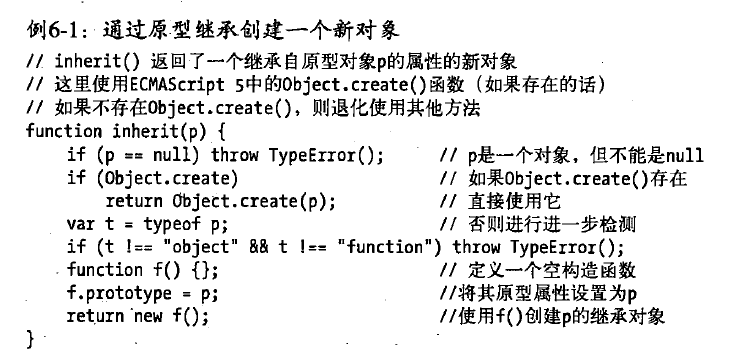 例6-1：通过原型继承创建一个新对象
// inherit() 返回了一个继承自原型对象p的属性的新对象
// 这里使用ECMAScript 5中的Object.create()函数（如果存在的话）
// 如果不存在Object.create()，则退化使用其他方法
function inherit(p) {
    if (p == null) throw TypeError();      // p是一个对象，但不能是null
    if (Object.create)                     // 如果Object.create()存在
        return Object.create(p);           // 直接使用它
    var t = typeof p;                      // 否则进行进一步检测
    if (t !== "object" && t !== "function") throw TypeError();
    function f() {};                       // 定义一个空构造函数
    f.prototype = p;                       //将其原型属性设置为p
    return new f();                        //使用f()创建p的继承对象
}